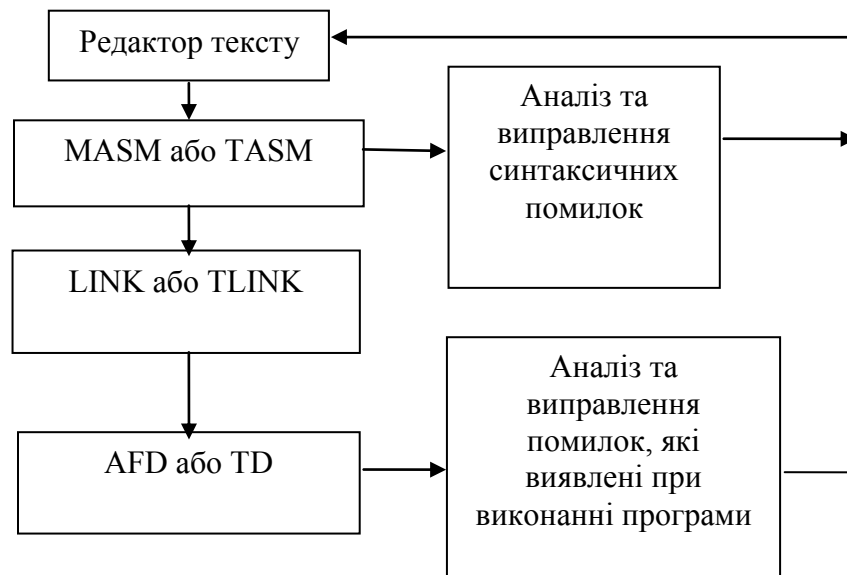 Редактор тексту
MASM або TASM
Аналіз та
виправлення
синтаксичних
помилок
LINK або TLINK
AFD або TD
Аналіз та
виправлення
помилок, які
виявлені при
виконанні програми